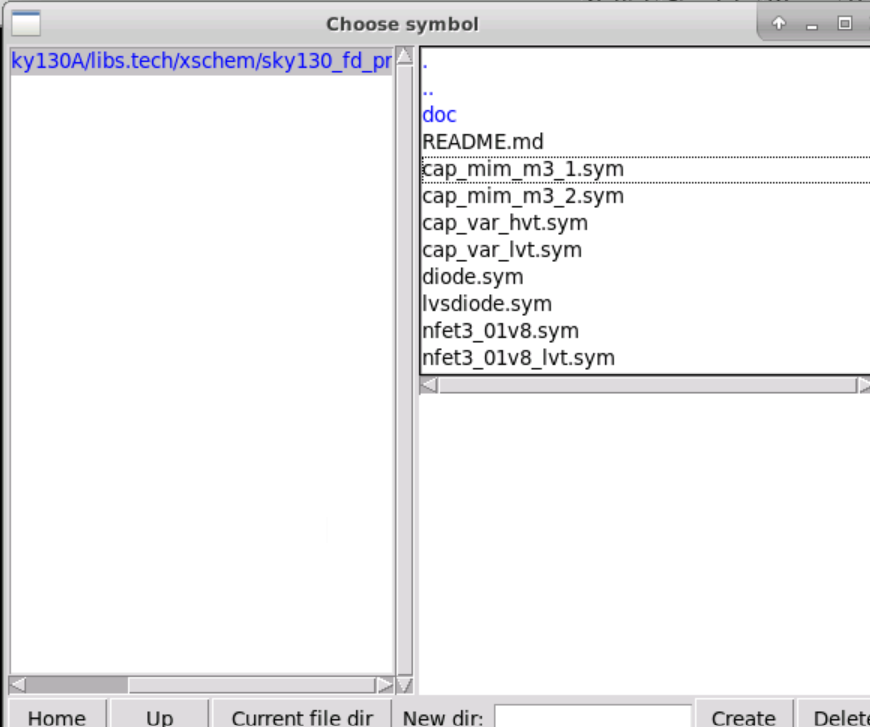 Choose symbol
ky130A/libs.tech/xschem/sky130_fd_pr
.
..
doc
README.md
cap_mim_m3_1.sym
cap_mim_m3_2.sym
cap_var_hvt.sym
cap_var_lvt.sym
diode.sym
lvsdiode.sym
nfet3_01v8.sym
nfet3_01v8_lvt.sym
Home Up Current file dir New dir: Create Delete